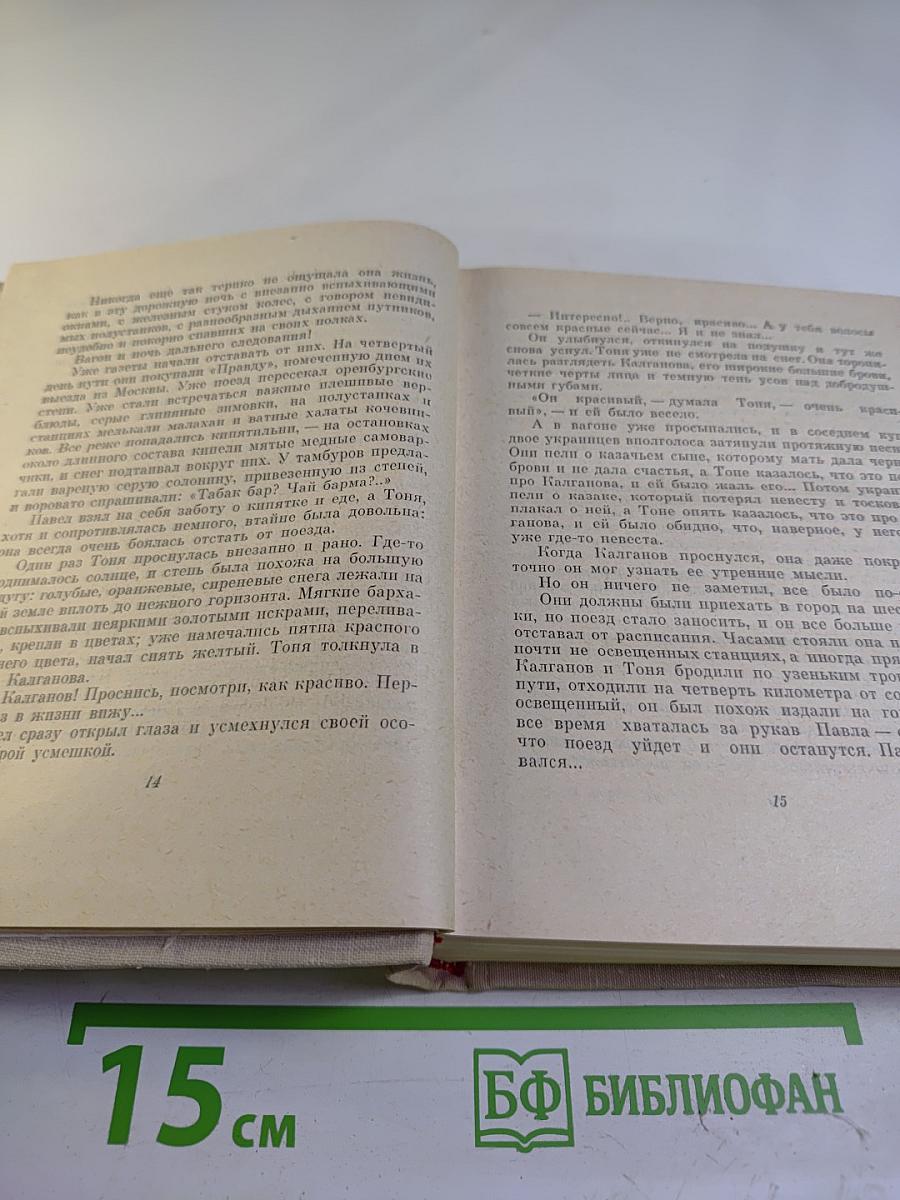 Никогда ещё так терпко не ощущала она жизнь,
как в эту дорожную ночь с внезапно вспыхивающими
окнами, с железным стуком колес, с говором невиди-
мых полустанков, с разнообразным дыханием путников,
неудобно и покорно спавших на своих полках.
Вагон и ночь дальнего следования!
Уже газеты начали отставать от них. На четвертый
день пути они покупали «Правду», помеченную днем их
выезда из Москвы. Уже поезд пересекал оренбургские
степи. Уже стали встречаться важные плешивые вер-
блюды, серые глиняные зимовки, на полустанках и
станциях мелькали малахаи и ватные халаты кочевни-
ков. Все реже попадались кипятильни, — на остановках
около длинного состава кипели мятые медные самовар-
чики, и снег подтаивал вокруг них. У тамбуров предла-
гали вареную серую солонину, привезенную из степей,
и воровато спрашивали: «Табак бар? Чай барма?..»
Павел взял на себя заботу о кипятке и еде, а Тоня,
хотя и сопротивлялась немного, втайне была довольна:
она всегда очень боялась отстать от поезда.
Один раз Тоня проснулась внезапно и рано. Где-то
однималось солнце, и степь была похожа на большую
дугу: голубые, оранжевые, сиреневые снега лежали на
й земле вплоть до нежного горизонта. Мягкие барха-
вспыхивали неяркими золотыми искрами, перелива-
, крепли в цветах; уже намечались пятна красного
него цвета, начал сиять желтый. Тоня толкнула в
Калганова.
Калганов! Проснись, посмотри, как красиво. Пер-
з в жизни вижу...
ел сразу открыл глаза и усмехнулся своей осо-
рой усмешкой.
14
— Интересно!.. Верно, красиво... А у тебя волосы
совсем красные сейчас... Я и не знал...
Он улыбнулся, откинулся на подушку и тут же
снова уснул. Тоня уже не смотрела на снег. Она торопи-
лась разглядеть Калганова, его широкие большие брови,
четкие черты лица и темную тень усов над добродуш-
ными губами.
«Он красивый, — думала Тоня, — очень краси-
вый», — и ей было весело.
А в вагоне уже просыпались, и в соседнем куп
двое украинцев вполголоса затянули протяжную песн
Они пели о казачьем сыне, которому мать дала черн
брови и не дала счастья, а Тоне казалось, что это пе
про Калганова, и ей было жаль его... Потом украи
пели о казаке, который потерял невесту и тосков
плакал о ней, а Тоне опять казалось, что это про
ганова, и ей было обидно, что, наверное, у него
уже где-то невеста.
Когда Калганов проснулся, она даже покр
точно он мог узнать ее утренние мысли.
Но он ничего не заметил, все было по-
Они должны были приехать в город на шес
ки, но поезд стало заносить, и он все больше
отставал от расписания. Часами стояли она н
почти не освещенных станциях, а иногда пря
Калганов и Тоня бродили по узеньким троп
пути, отходили на четверть километра от со
освещенный, он был похож издали на го
все время хваталась за рукав Павла — 
что поезд уйдет и они останутся. Па
вался...
15
15 см
БФ БИБЛИОФАН